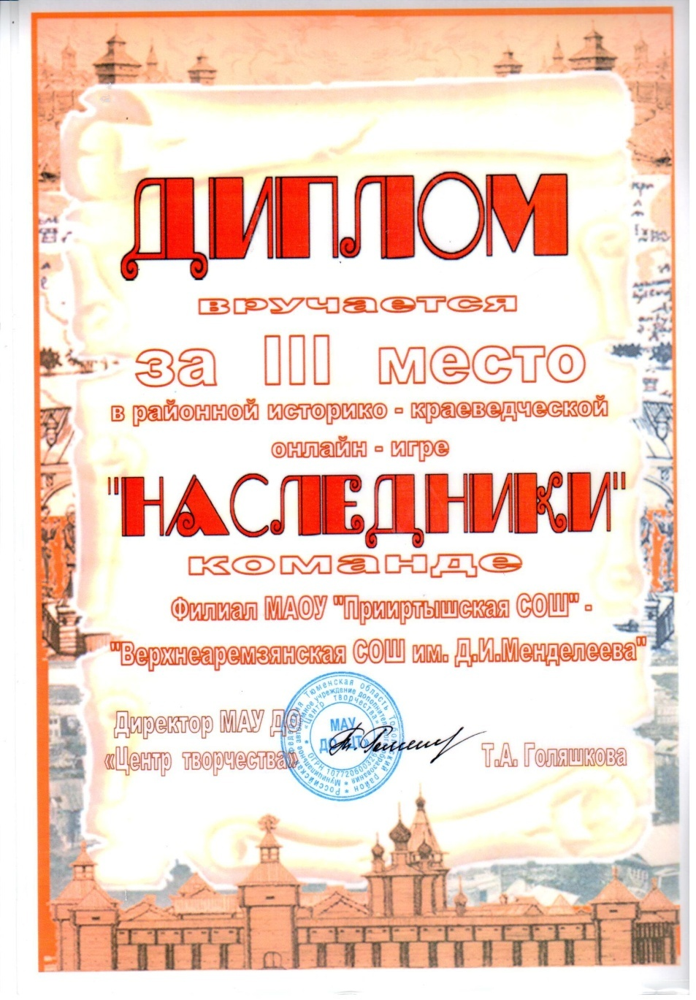 ДИПЛОМ
вручается
за III место
в районной историко - краеведческой
онлайн - игре
"НАСЛЕДНИКИ"
команде
Филиал МАОУ "Прииртышская СОШ" -
"Верхнеаремзянская СОШ им. Д.И.Менделеева"
Директор МАУ ДО
«Центр творчества»
Т.А. Голяшкова
МАУ